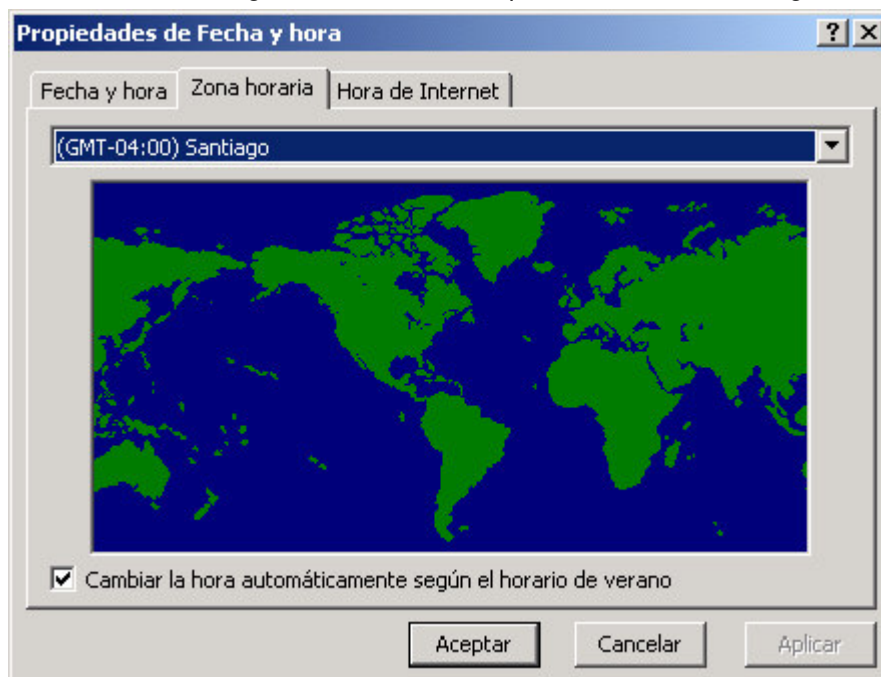 Propiedades de Fecha y hora
Fecha y hora Zona horaria Hora de Internet
(GMT-04:00) Santiago
Cambiar la hora automáticamente según el horario de verano
Aceptar Cancelar Aplicar